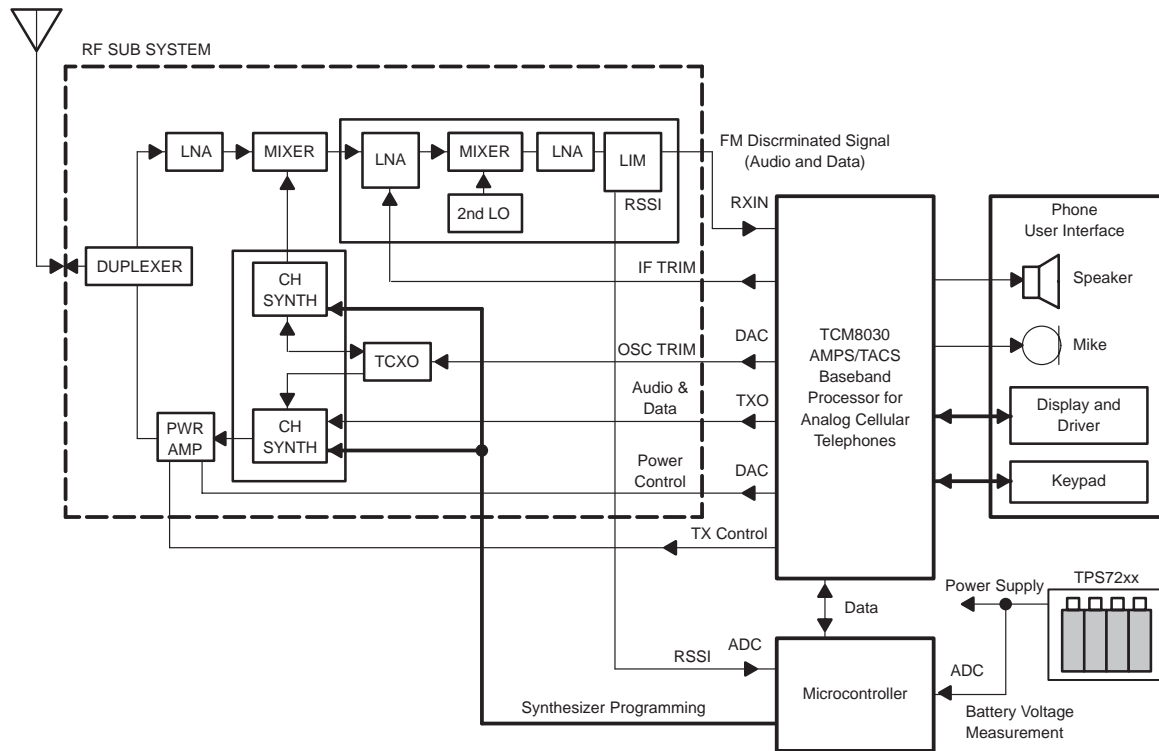 RF SUB SYSTEM
LNA
MIXER
LNA
MIXER
LNA
LIM
2nd LO
RSSI
FM Discrminated Signal
(Audio and Data)
RXIN
DUPLEXER
CH
SYNTH
IF TRIM
TCXO
OSC TRIM
DAC
Audio &
Data
TXO
PWR
AMP
CH
SYNTH
Power
Control
DAC
TX Control
TCM8030
AMPS/TACS
Baseband
Processor for
Analog Cellular
Telephones
Phone
User Interface
Speaker
Mike
Display and
Driver
Keypad
Data
Power Supply
TPS72xx
RSSI
ADC
Microcontroller
ADC
Synthesizer Programming
Battery Voltage
Measurement